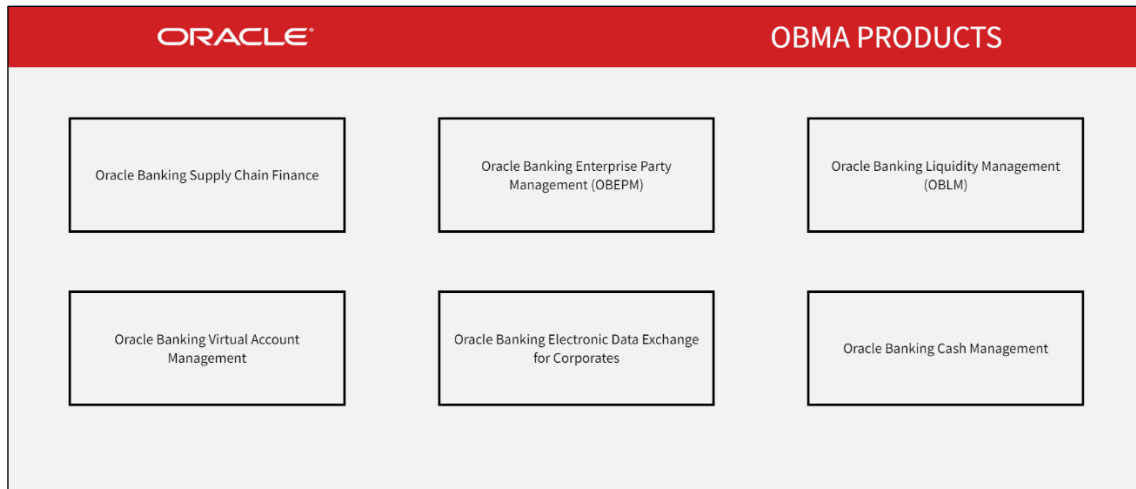 ORACLE®
OBMA PRODUCTS
Oracle Banking Supply Chain Finance
Oracle Banking Enterprise Party
Management (OBEPM)
Oracle Banking Liquidity Management
(OBLM)
Oracle Banking Virtual Account
Management
Oracle Banking Electronic Data Exchange
for Corporates
Oracle Banking Cash Management